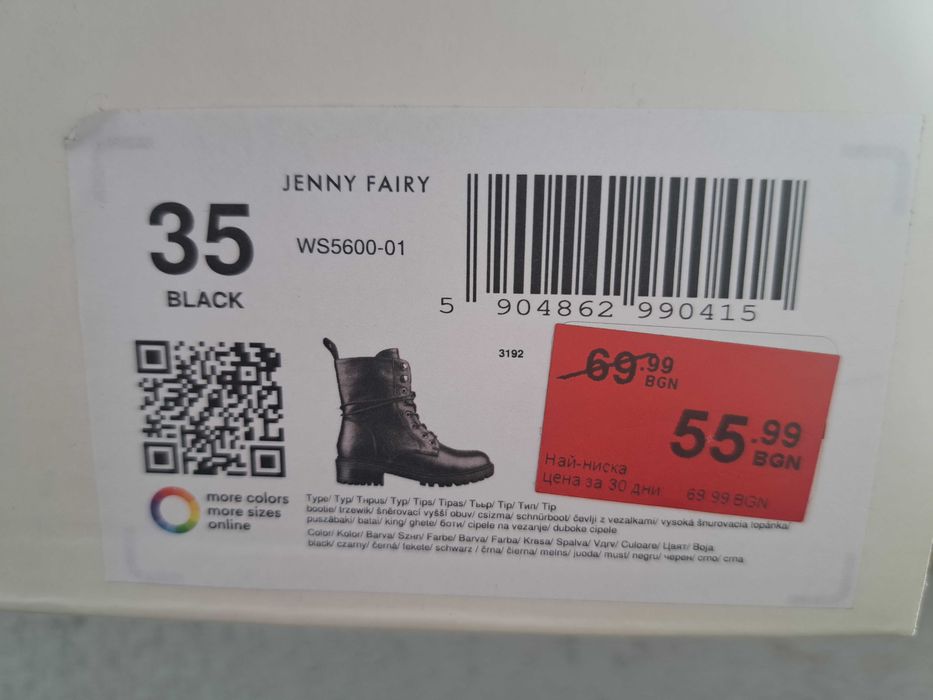 JENNY FAIRY
35
WS5600-01
BLACK
5 904862 990415
3192
69.99
BGN
55.99
BGN
Най-ниска
цена за 30 дни 69.99 BGN
more colors
more sizes
online
Type/ Typ/ Типus/ Typ/ Tips/ Tipas/ Тьыр/ Tip/ Тип/ Tip
bootie/ trzewik/ šněrovací vyšší obuv/ csizma/ schnürboot/ čevlji z vezalkami/ vysoká šnurovacia topánka/
puszābaki/ batai/ king/ ghete/ боти/ cipele na vezanje/ duboke cipele
Color/ Kolor/ Barva/ Szín/ Farbe/ Barva/ Farba/ Krasa/ Spalva/ Värv/ Culoare/ Цвят/ Boja
black/ czarny/ černá/ fekete/ schwarz / črna/ čierna/ melns/ juoda/ must/ negru/ черен/ crno/ crna